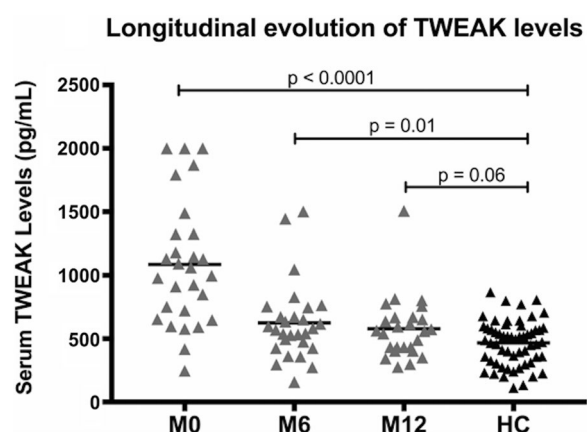 Longitudinal evolution of TWEAK levels
Serum TWEAK Levels (pg/mL)
2500
2000
1500
1000
500
0
p < 0.0001
p = 0.01
p = 0.06
M0 M6 M12 HC